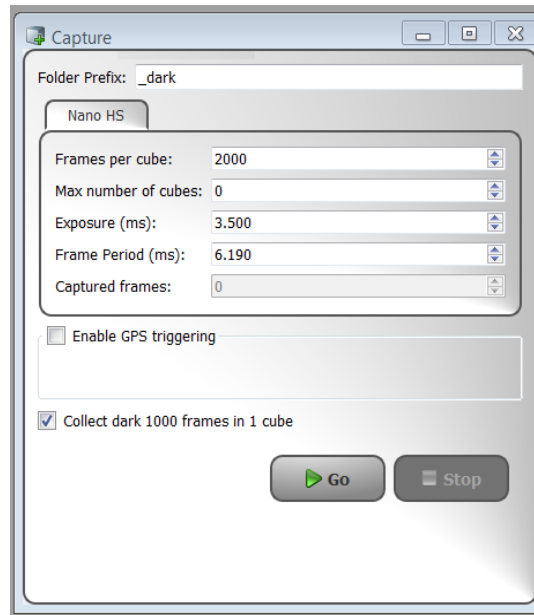 Capture
Folder Prefix: _dark
Nano HS
Frames per cube: 2000
Max number of cubes: 0
Exposure (ms): 3.500
Frame Period (ms): 6.190
Captured frames: 0
Enable GPS triggering
Collect dark 1000 frames in 1 cube
Go Stop